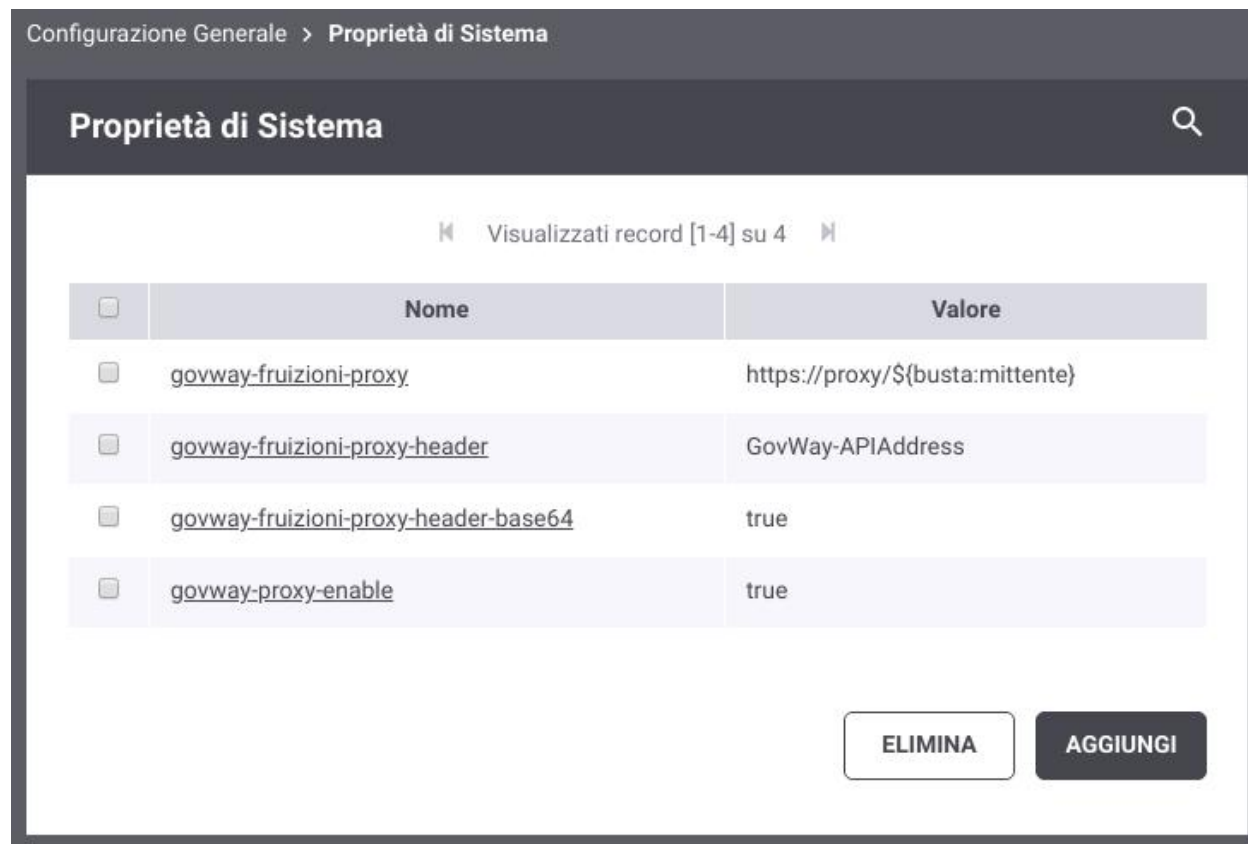 Configurazione Generale > Proprietà di Sistema
Proprietà di Sistema
Visualizzati record [1-4] su 4
Nome Valore
govway-fruizioni-proxy https://proxy/${busta:mittente}
govway-fruizioni-proxy-header GovWay-APIAddress
govway-fruizioni-proxy-header-base64 true
govway-proxy-enable true
ELIMINA AGGIUNGI